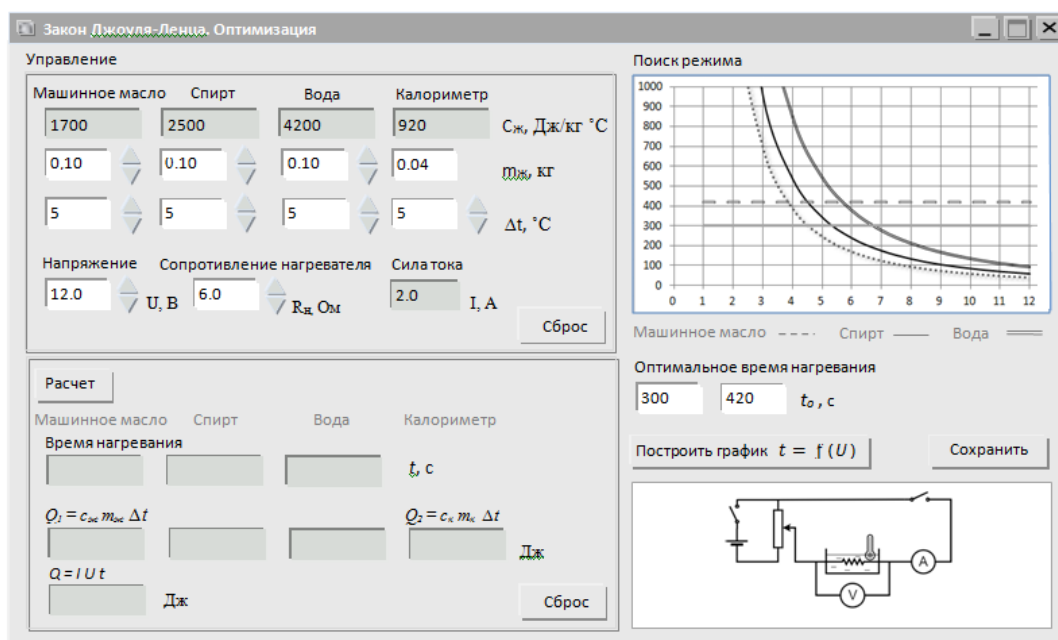 Закон Джоуля-Ленца. Оптимизация
Управление
Машинное масло Спирт Вода Калориметр
1700 2500 4200 920 Cж, Дж/кг ˚C
0,10 0.10 0.10 0.04 mж, кг
5 5 5 5 Δt, ˚C
Напряжение Сопротивление нагревателя Сила тока
12.0 U, В 6.0 Rн, Ом 2.0 I, А
Сброс
Расчет
Машинное масло Спирт Вода Калориметр
Время нагревания
t, с
Q1 = cж mж Δt Q2 = cк mк Δt
Дж
Q = I U t
Дж
Сброс
Поиск режима
1000
900
800
700
600
500
400
300
200
100
0
0 1 2 3 4 5 6 7 8 9 10 11 12
Машинное масло Спирт Вода
Оптимальное время нагревания
300 420 to , с
Построить график t = f (U) Сохранить
A
V